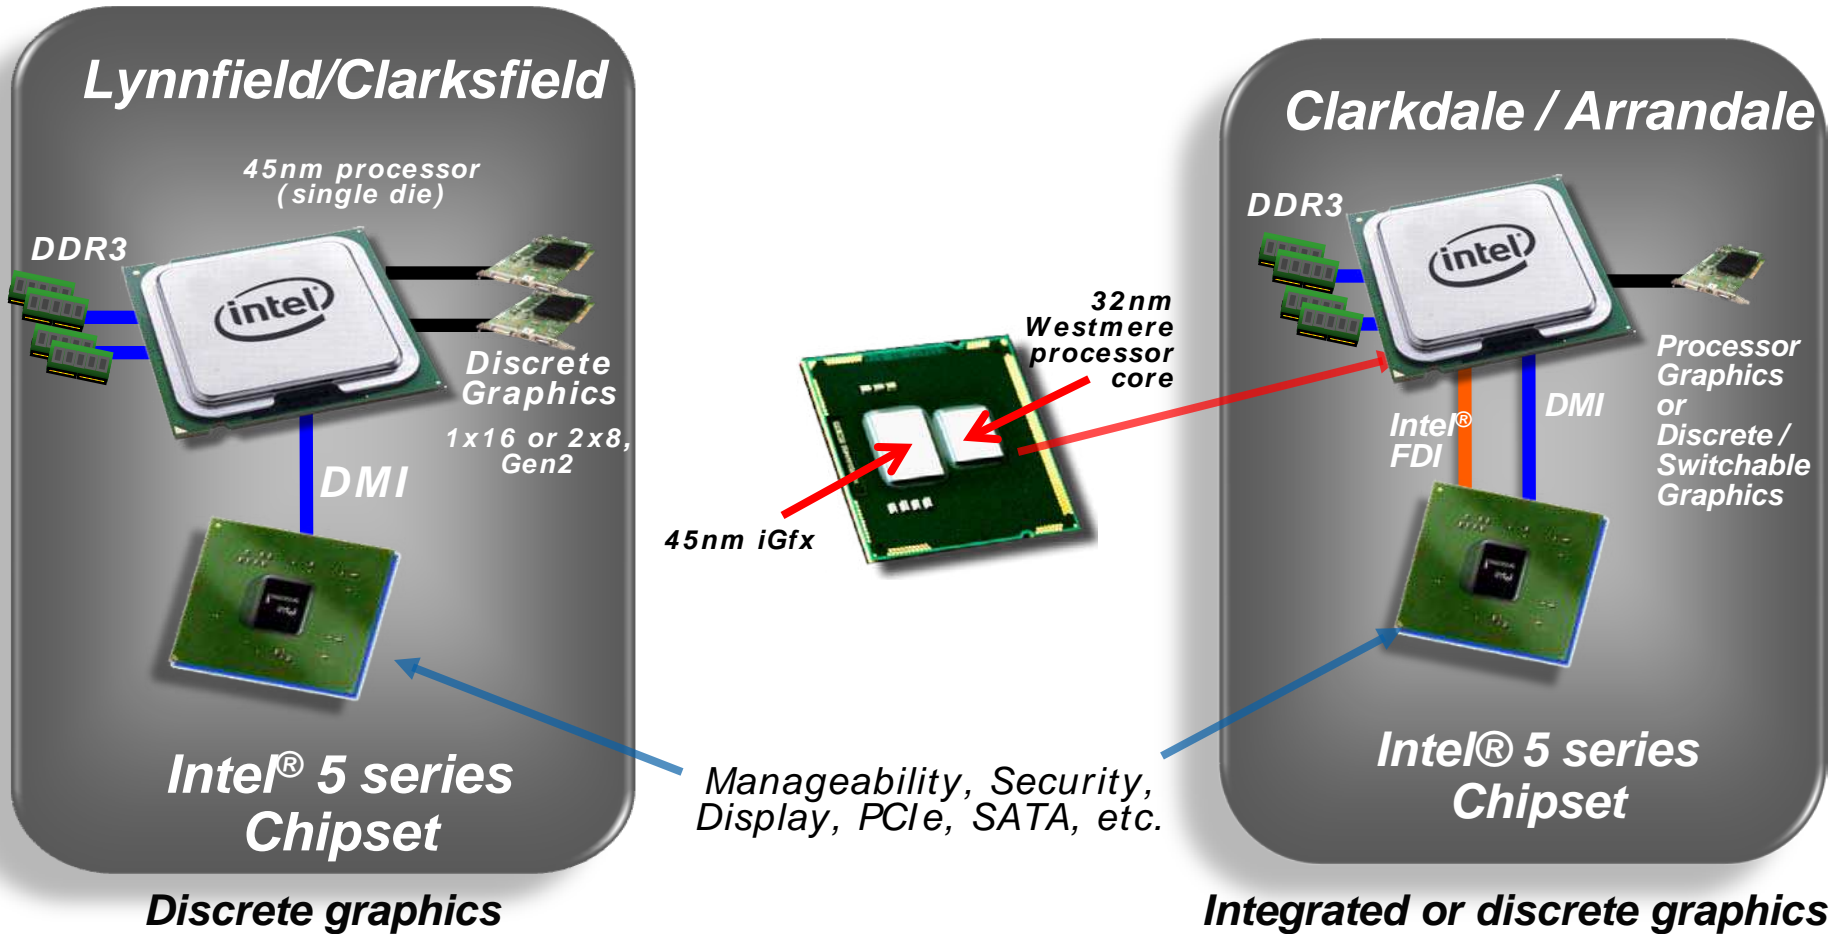 Lynnfield/Clarksfield
45nm processor
(single die)
DDR3
intel
Discrete
Graphics
1x16 or 2x8,
Gen2
DMI
Intel® 5 series
Chipset
Discrete graphics
32nm
Westmere
processor
core
45nm iGfx
Manageability, Security,
Display, PCIe, SATA, etc.
Clarkdale / Arrandale
DDR3
intel
Processor
Graphics
or
Discrete /
Switchable
Graphics
Intel®
FDI
DMI
Intel® 5 series
Chipset
Integrated or discrete graphics